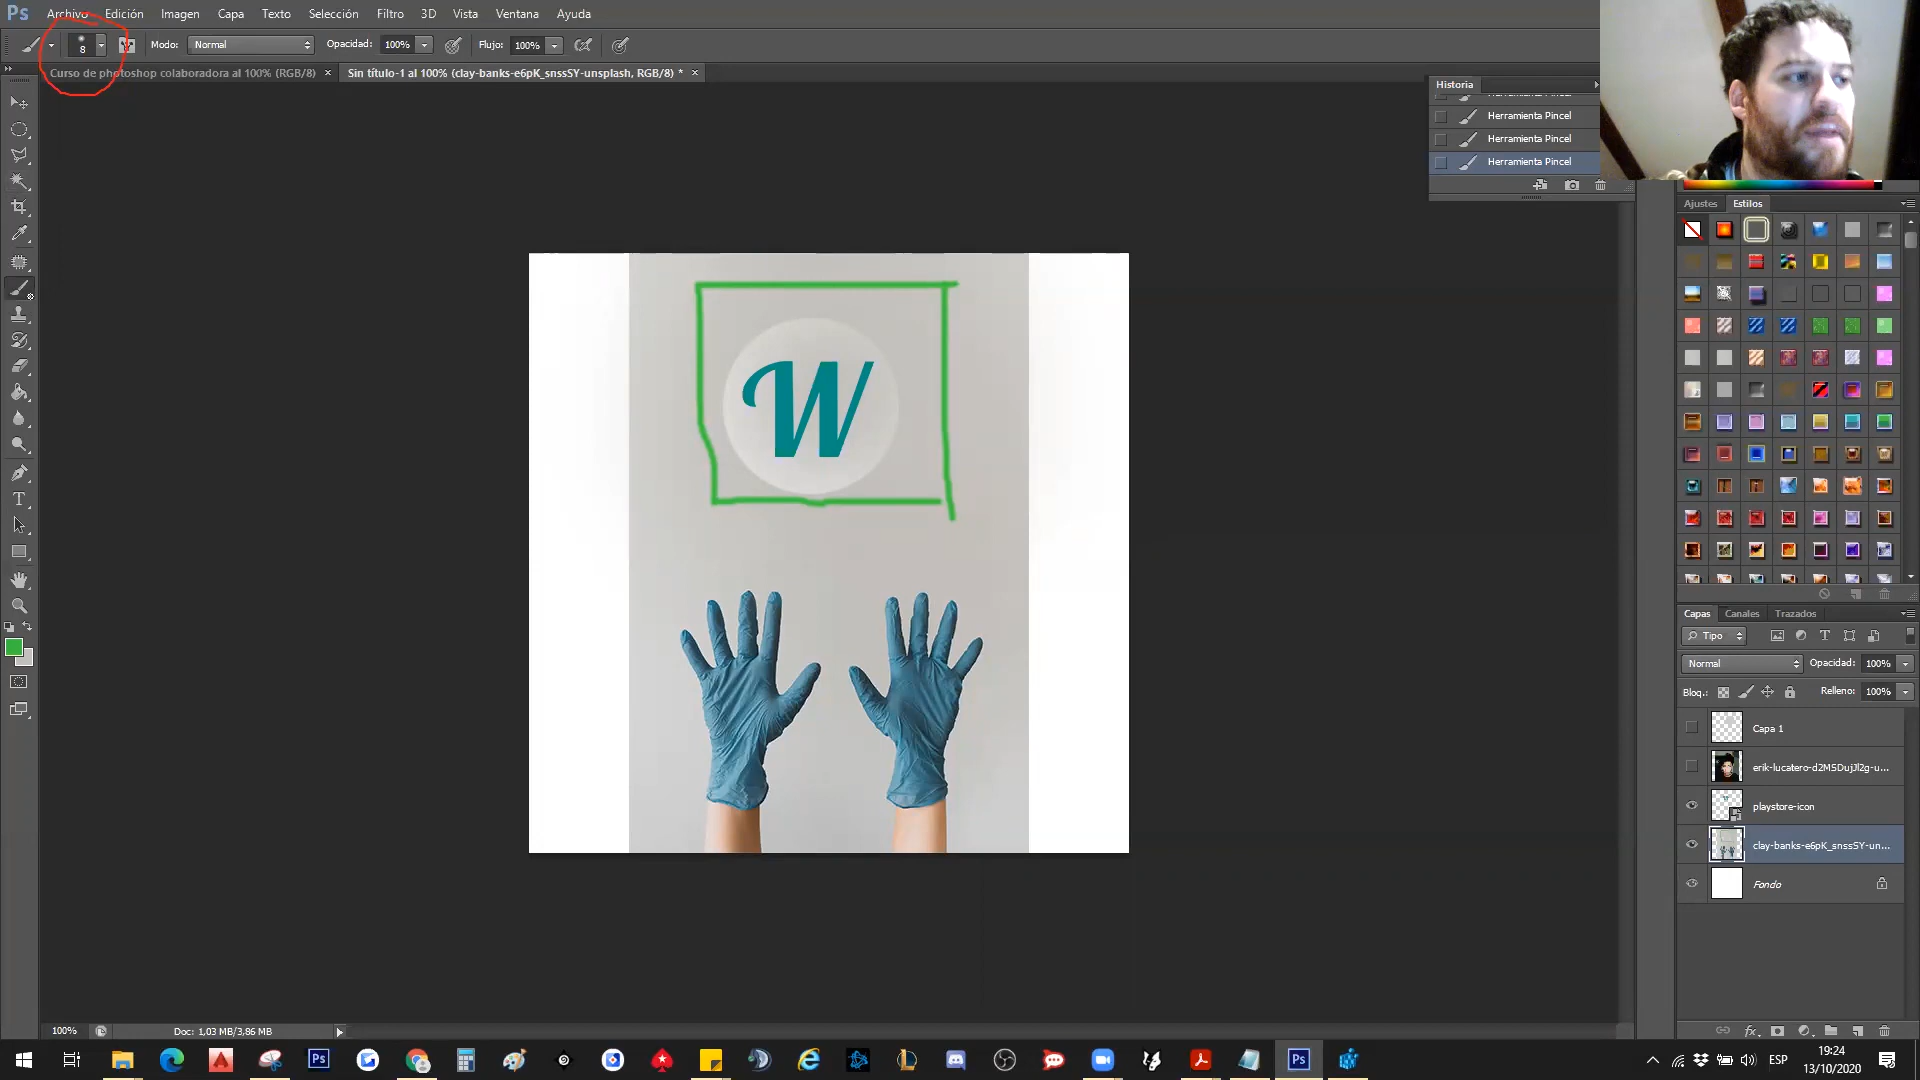 Ps Archivo Edición Imagen Capa Texto Selección Filtro 3D Vista Ventana Ayuda
8 Modo: Normal Opacidad: 100% Flujo: 100%
Curso de photoshop colaboradora al 100% (RGB/8) × Sin título-1 al 100% (clay-banks-e6pK_snssSY-unsplash, RGB/8) * ×
Historia
Herramienta Pincel
Herramienta Pincel
Herramienta Pincel
Ajustes Estilos
W
Capas Canales Trazados
Tipo
Normal Opacidad: 100%
Bloq.: Relleno: 100%
Capa 1
erik-lucatero-d2MSDujJl2g-u...
playstore-icon
clay-banks-e6pK_snssSY-un...
Fondo
100% Doc: 1,03 MB/3,86 MB
fx
ESP
19:24
13/10/2020